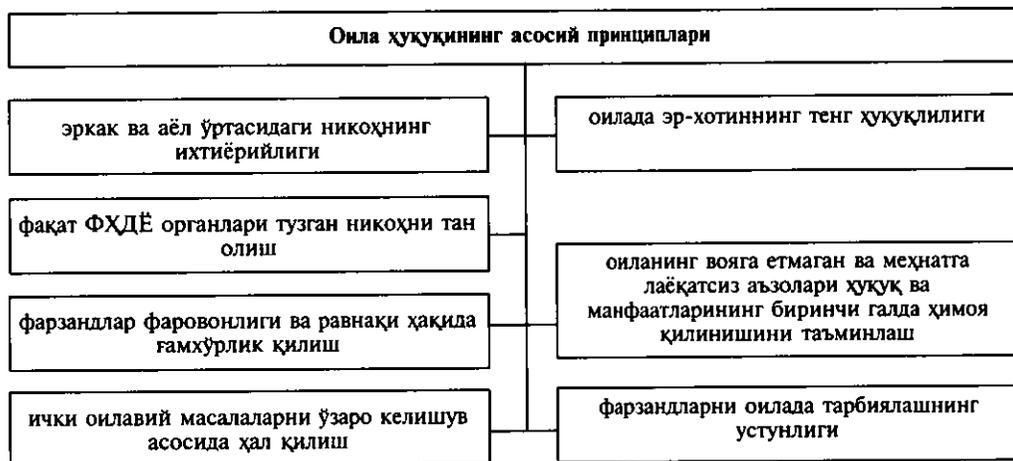 Оила ҳуқуқининг асосий принциплари
эркак ва аёл ўртасидаги никоҳнинг
ихтиёрийлиги
фақат ФҲДЁ органлари тузган никоҳни тан
олиш
фарзандлар фаровонлиги ва равнақи ҳақида
ғамхўрлик қилиш
ички оилавий масалаларни ўзаро келишув
асосида ҳал қилиш
оилада эр-хотиннинг тенг ҳуқуқлилиги
оиланинг вояга етмаган ва меҳнатга
лаёқатсиз аъзолари ҳуқуқ ва
манфаатларининг биринчи галда ҳимоя
қилинишини таъминлаш
фарзандларни оилада тарбиялашнинг
устунлиги